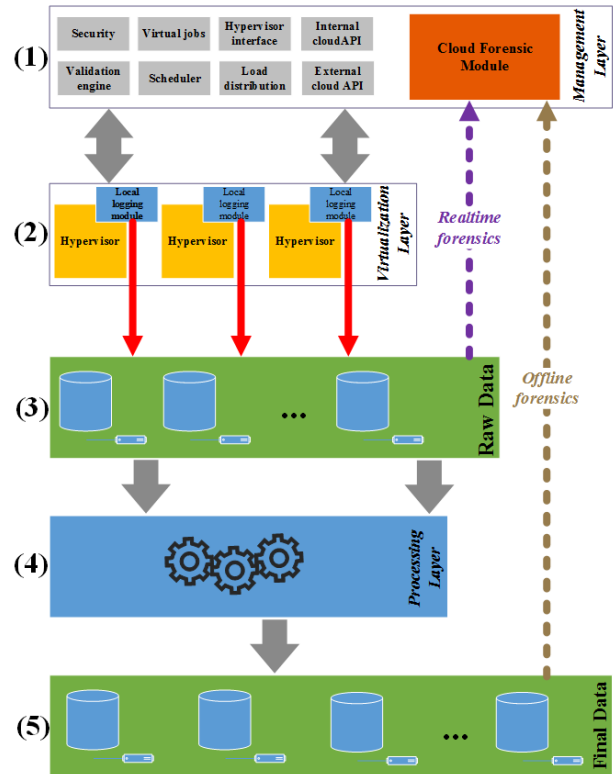 (1)
Security
Virtual jobs
Hypervisor
interface
Internal
cloudAPI
Validation
engine
Scheduler
Load
distribution
External
cloud API
Cloud Forensic
Module
Management
Layer
(2)
Local
logging
module
Hypervisor
Local
logging
module
Hypervisor
Local
logging
module
Hypervisor
Virtualization
Layer
Realtime
forensics
Offline
forensics
(3)
...
Raw Data
(4)
Processing
Layer
(5)
...
Final Data